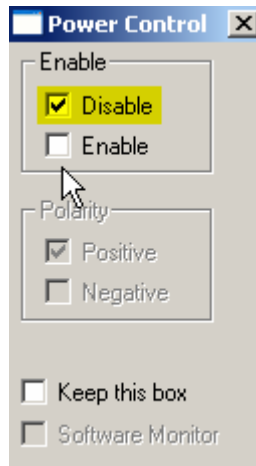 Power Control
Enable
Disable
Enable
Polarity
Positive
Negative
Keep this box
Software Monitor